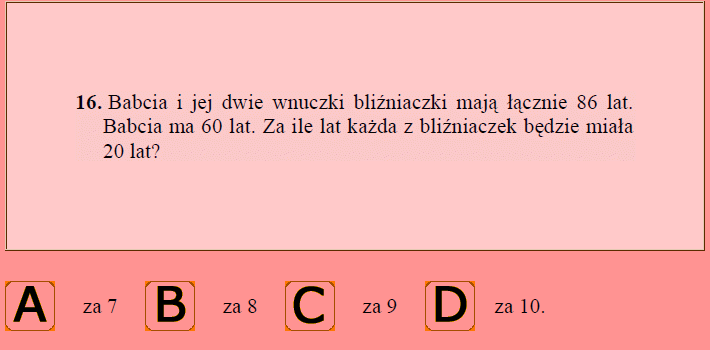 16. Babcia i jej dwie wnuczki bliźniaczki mają łącznie 86 lat.
Babcia ma 60 lat. Za ile lat każda z bliźniaczek będzie miała
20 lat?
A za 7 B za 8 C za 9 D za 10.